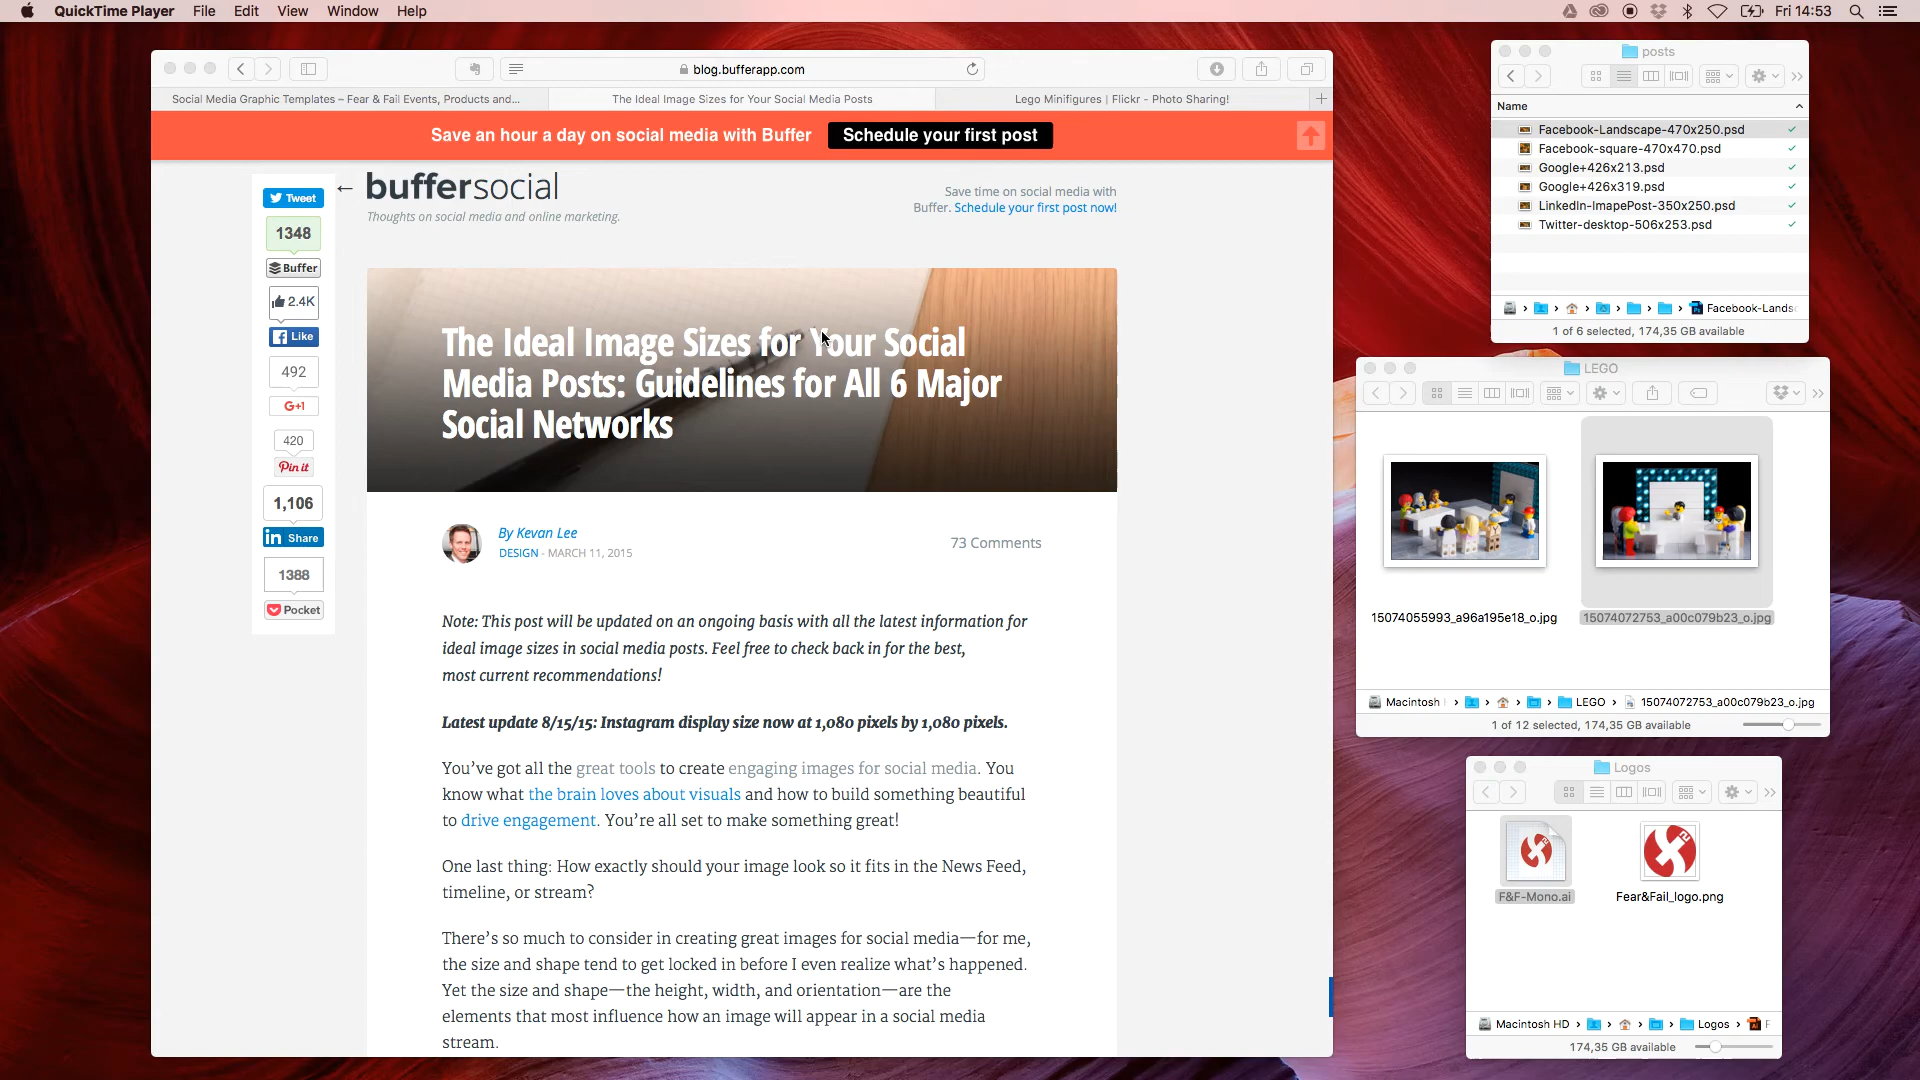 QuickTime Player File Edit View Window Help
Fri 14:53
blog.bufferapp.com
Social Media Graphic Templates – Fear & Fail Events, Products and...
The Ideal Image Sizes for Your Social Media Posts
Lego Minifigures | Flickr - Photo Sharing!
Save an hour a day on social media with Buffer
Schedule your first post
Tweet
1348
Buffer
2.4K
Like
492
G+1
420
Pin it
1,106
in Share
1388
Pocket
← buffersocial
Thoughts on social media and online marketing.
Save time on social media with
Buffer. Schedule your first post now!
The Ideal Image Sizes for Your Social
Media Posts: Guidelines for All 6 Major
Social Networks
By Kevan Lee
DESIGN - MARCH 11, 2015
73 Comments
Note: This post will be updated on an ongoing basis with all the latest information for
ideal image sizes in social media posts. Feel free to check back in for the best,
most current recommendations!
Latest update 8/15/15: Instagram display size now at 1,080 pixels by 1,080 pixels.
You’ve got all the great tools to create engaging images for social media. You
know what the brain loves about visuals and how to build something beautiful
to drive engagement. You’re all set to make something great!
One last thing: How exactly should your image look so it fits in the News Feed,
timeline, or stream?
There’s so much to consider in creating great images for social media—for me,
the size and shape tend to get locked in before I even realize what’s happened.
Yet the size and shape—the height, width, and orientation—are the
elements that most influence how an image will appear in a social media
stream.
posts
Name
Facebook-Landscape-470x250.psd
Facebook-square-470x470.psd
Google+426x213.psd
Google+426x319.psd
LinkedIn-ImapePost-350x250.psd
Twitter-desktop-506x253.psd
Facebook-Lands
1 of 6 selected, 174,35 GB available
LEGO
15074055993_a96a195e18_o.jpg
15074072753_a00c079b23_o.jpg
Macintosh › LEGO › 15074072753_a00c079b23_o.jpg
1 of 12 selected, 174,35 GB available
Logos
F&F-Mono.ai
Fear&Fail_logo.png
Macintosh HD › Logos › F
174,35 GB available